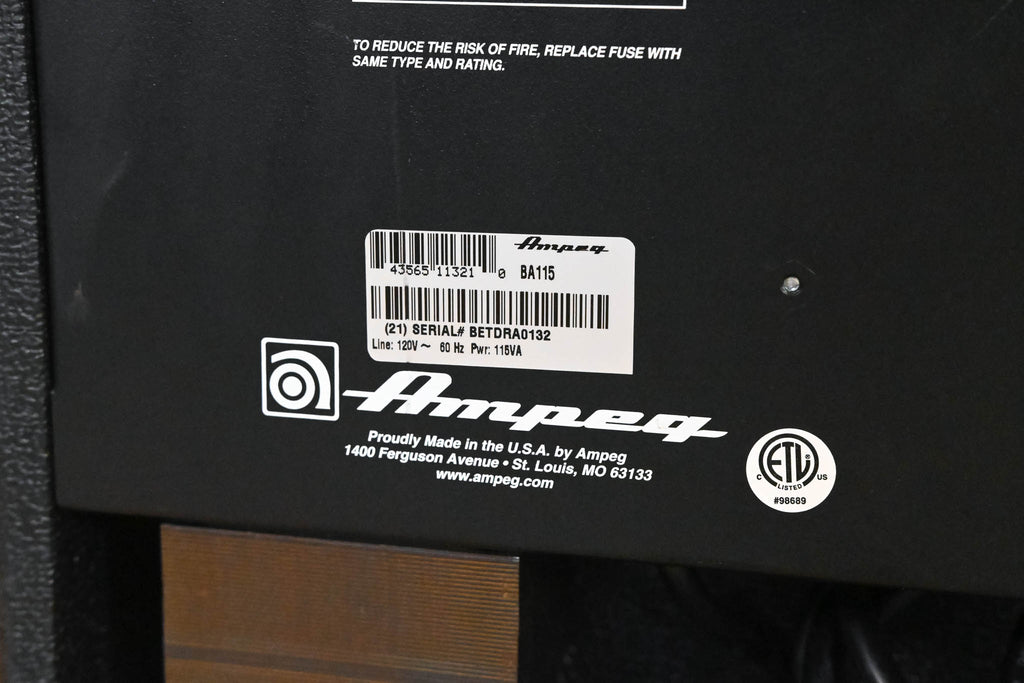 TO REDUCE THE RISK OF FIRE, REPLACE FUSE WITH
SAME TYPE AND RATING.
Ampeg
43565 11321 0 BA115
(21) SERIAL# BETDRA0132
Line: 120V ~ 60 Hz Pwr: 115VA
Ampeg
Proudly Made in the U.S.A. by Ampeg
1400 Ferguson Avenue • St. Louis, MO 63133
www.ampeg.com
ETL®
C LISTED US
#98689